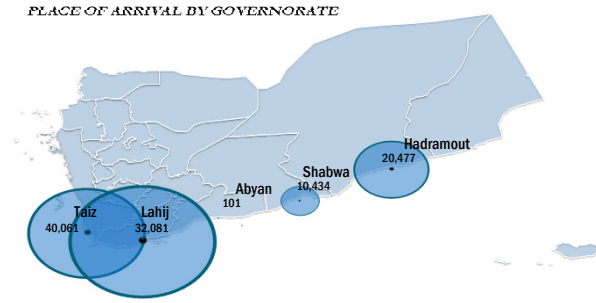 PLACE OF ARRIVAL BY GOVERNORATE
Hadramout
20,477
Shabwa
10,434
Abyan
101
Taiz
40,061
Lahij
32,081